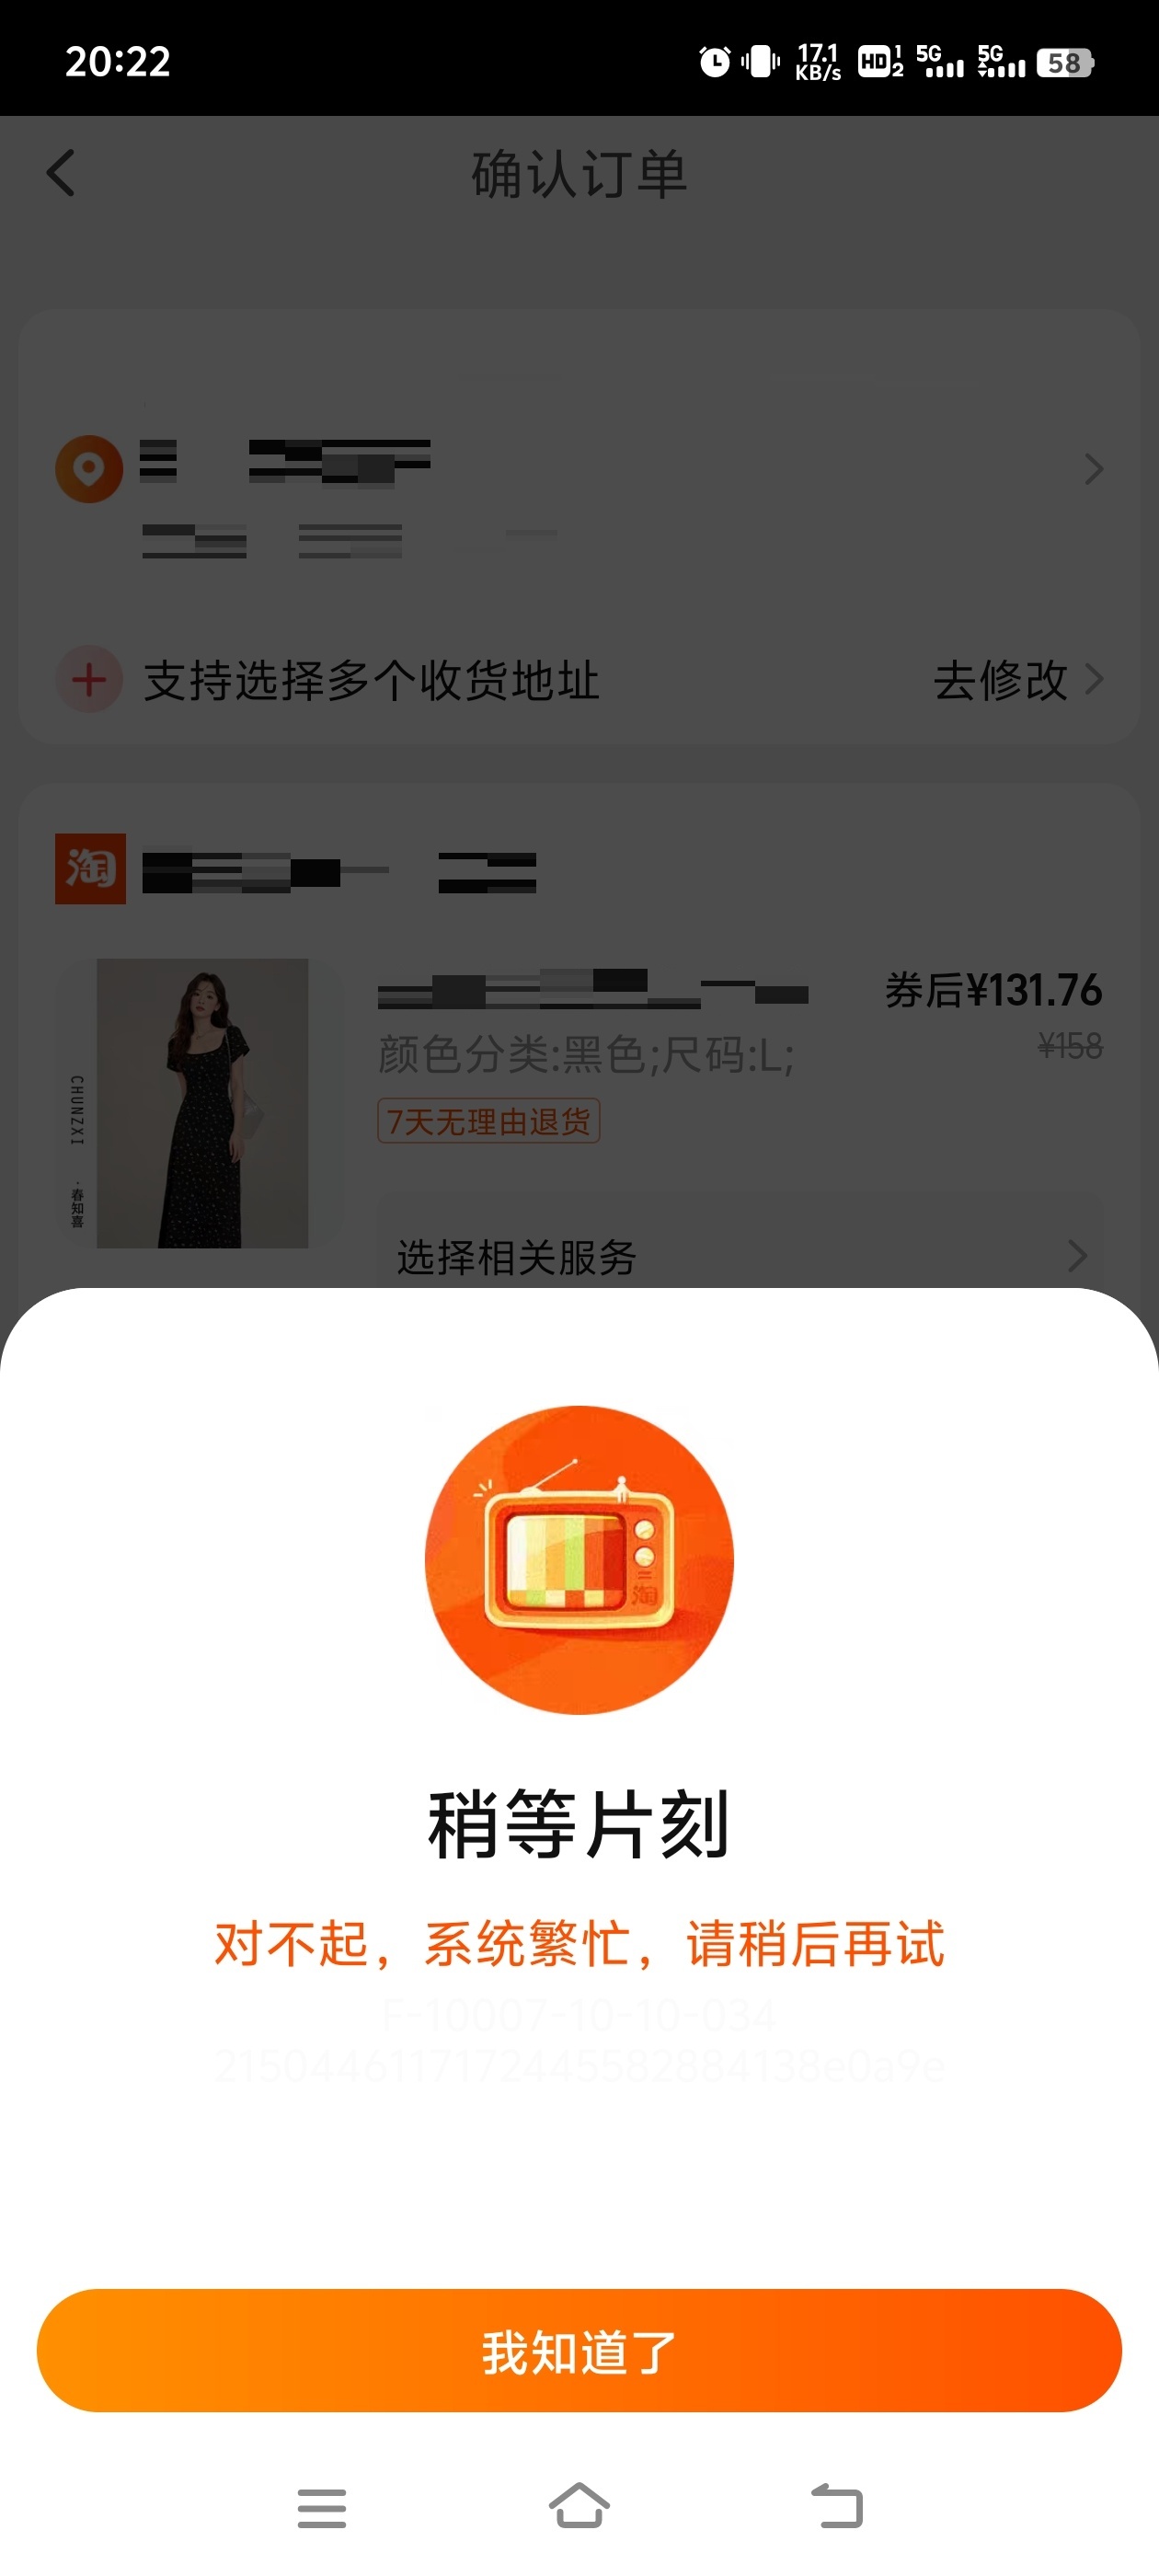 20:22
17.1
KB/s
HD 1 2
5G
5G
58
确认订单
支持选择多个收货地址
去修改
淘
券后¥131.76
¥158
颜色分类:黑色;尺码:L;
7天无理由退货
CHUNZXI
·春知喜
选择相关服务
淘
稍等片刻
对不起，系统繁忙，请稍后再试
F-10007-10-10-034
2150446117172445582884138e0a9e
我知道了